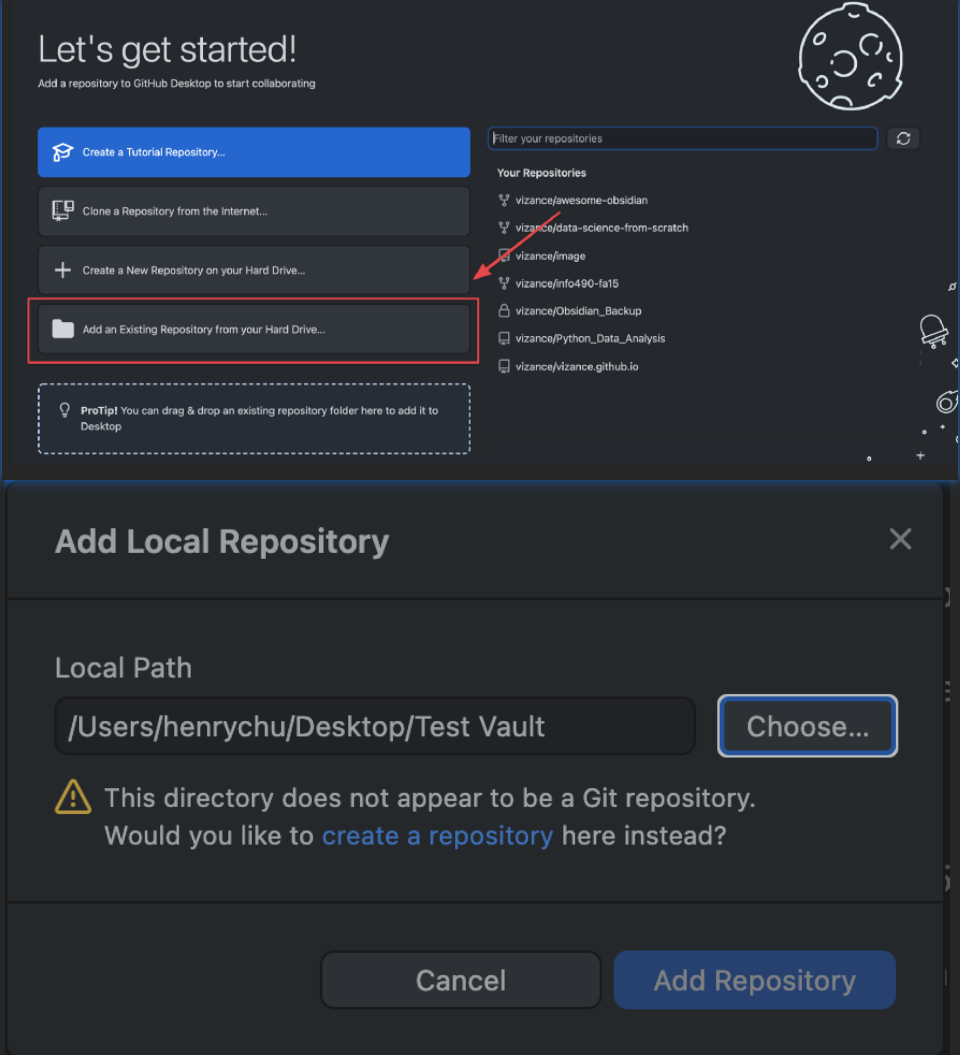 Let's get started!
Add a repository to GitHub Desktop to start collaborating
Create a Tutorial Repository...
Clone a Repository from the Internet...
Create a New Repository on your Hard Drive...
Add an Existing Repository from your Hard Drive...
ProTip! You can drag & drop an existing repository folder here to add it to
Desktop
Filter your repositories
Your Repositories
vizance/awesome-obsidian
vizance/data-science-from-scratch
vizance/image
vizance/info490-fa15
vizance/Obsidian_Backup
vizance/Python_Data_Analysis
vizance/vizance.github.io
Add Local Repository
Local Path
/Users/henrychu/Desktop/Test Vault
Choose...
This directory does not appear to be a Git repository.
Would you like to create a repository here instead?
Cancel
Add Repository